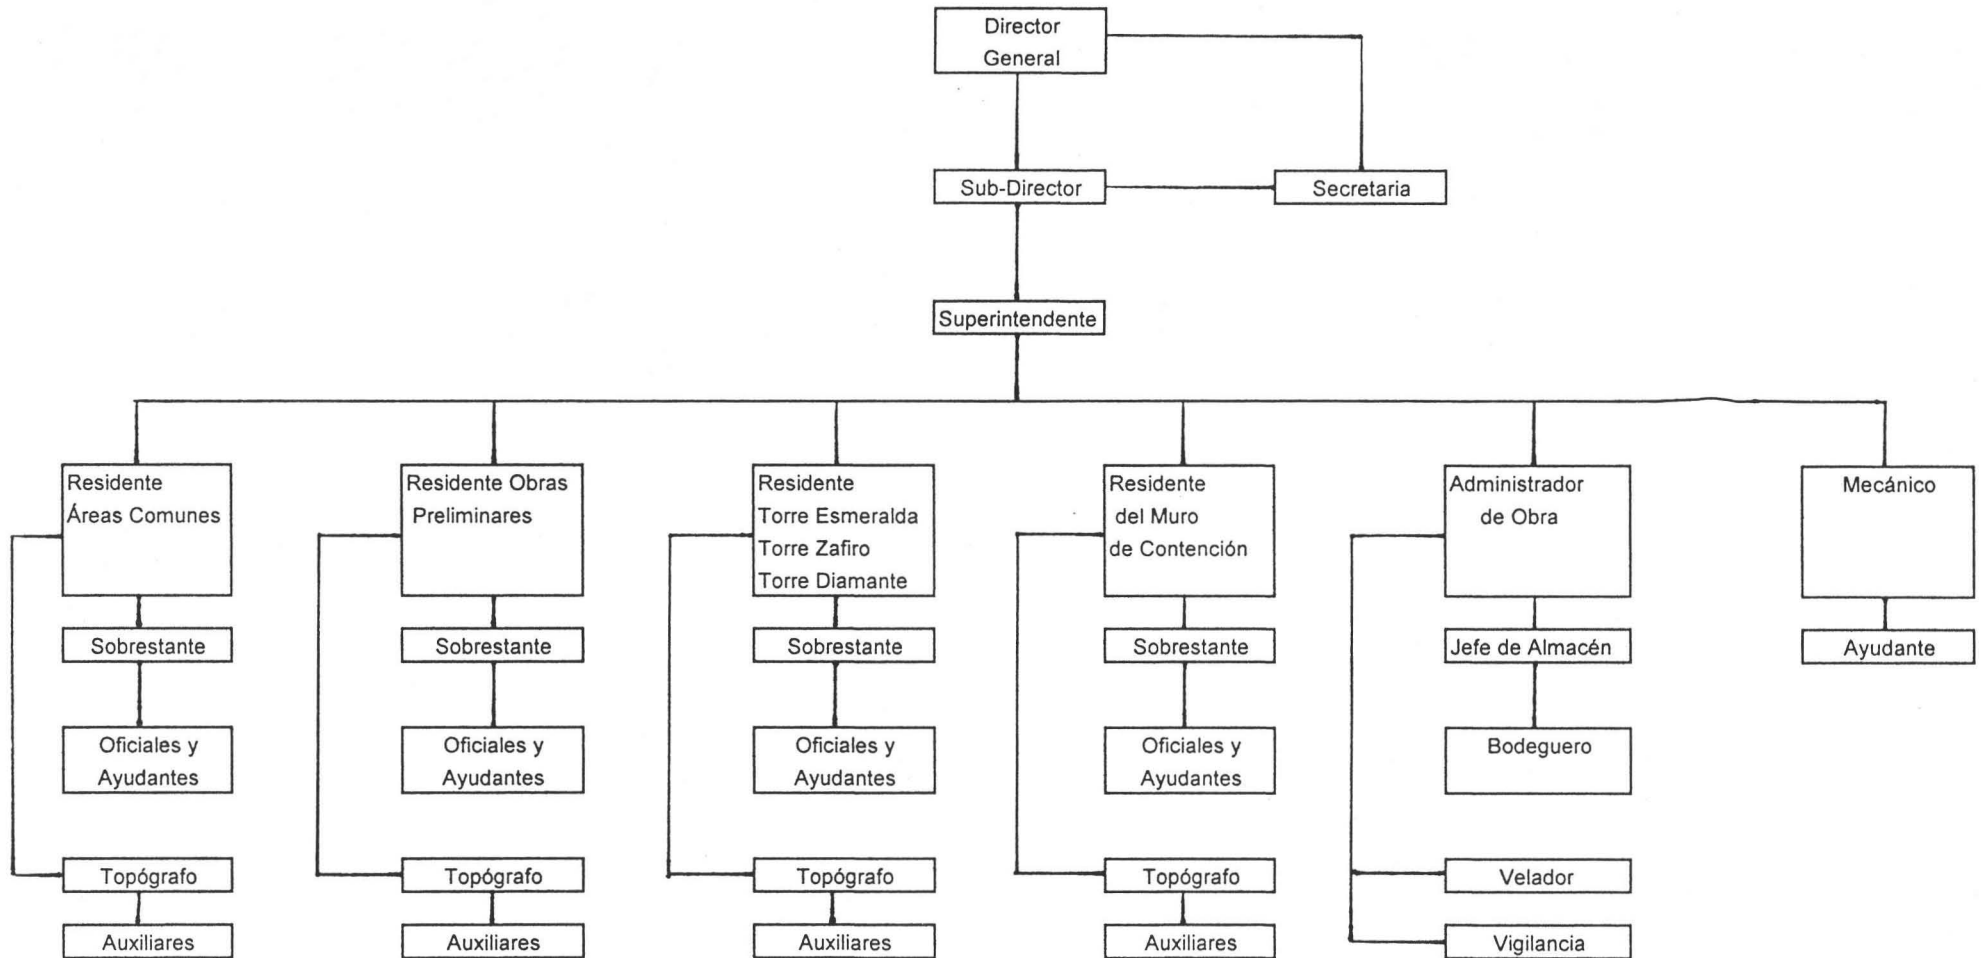 Director
General
Sub-Director
Secretaria
Superintendente
Residente
Áreas Comunes
Residente Obras
Preliminares
Residente
Torre Esmeralda
Torre Zafiro
Torre Diamante
Residente
del Muro
de Contención
Administrador
de Obra
Mecánico
Sobrestante
Sobrestante
Sobrestante
Sobrestante
Jefe de Almacén
Ayudante
Oficiales y
Ayudantes
Oficiales y
Ayudantes
Oficiales y
Ayudantes
Oficiales y
Ayudantes
Bodeguero
Topógrafo
Topógrafo
Topógrafo
Topógrafo
Velador
Auxiliares
Auxiliares
Auxiliares
Auxiliares
Vigilancia